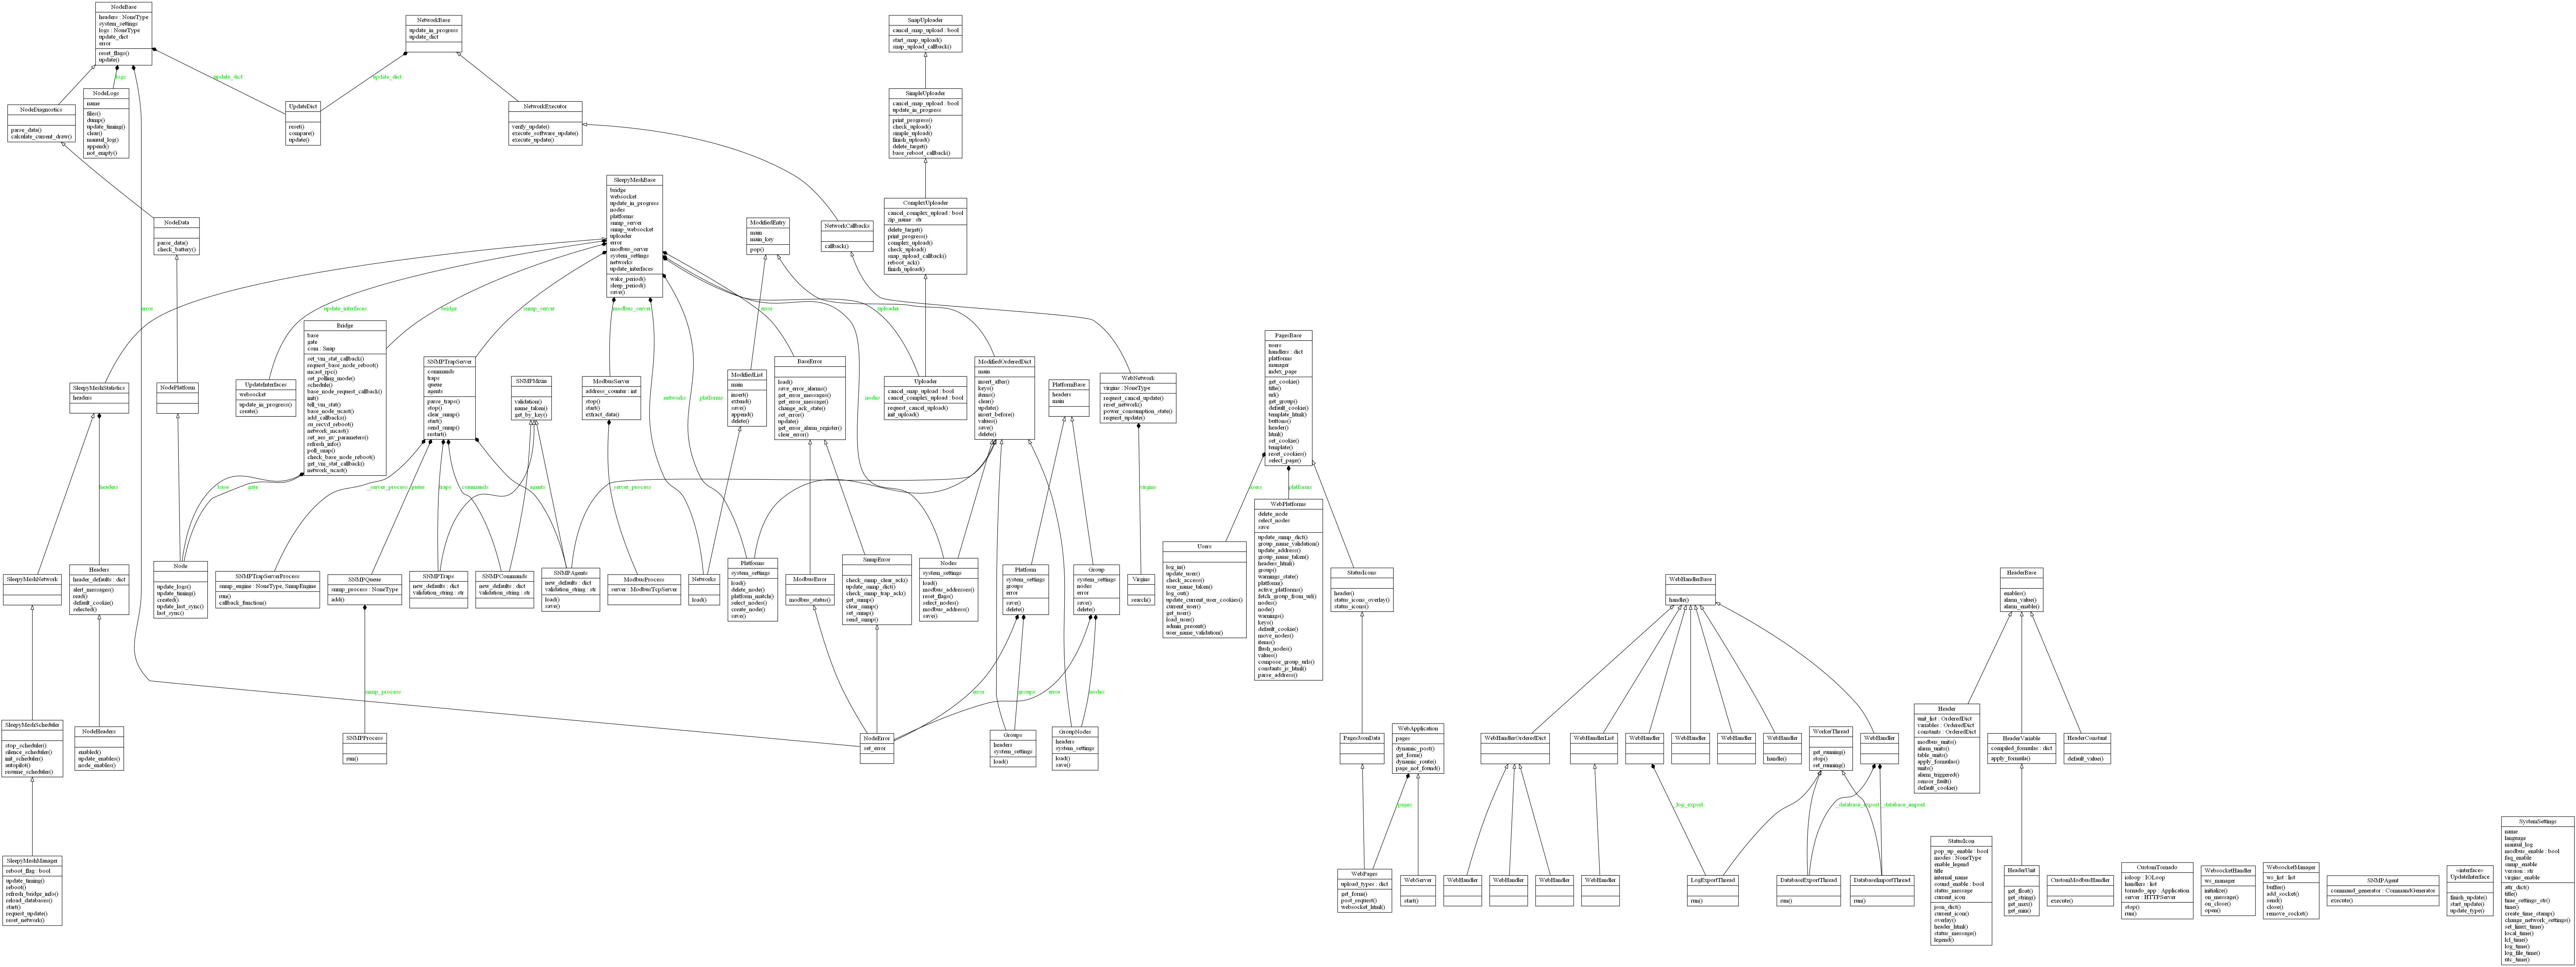 NodeBase
headers : NoneType
system_settings
logs : NoneType
update_dict
error
reset_flags()
update()
NetworkBase
update_in_progress
update_dict
SnapUploader
cancel_snap_upload : bool
start_snap_upload()
snap_upload_callback()
logs
update_dict
update_dict
NodeDiagnostics
parse_data()
calculate_current_draw()
NodeLogs
name
files()
dump()
update_timing()
clear()
manual_log()
append()
not_empty()
UpdateDict
reset()
compare()
update()
NetworkExecutor
verify_update()
execute_software_update()
execute_update()
SimpleUploader
cancel_snap_upload : bool
update_in_progress
print_progress()
check_upload()
simple_upload()
finish_upload()
delete_target()
base_reboot_callback()
NodeData
parse_data()
check_battery()
SleepyMeshBase
bridge
websocket
update_in_progress
nodes
platforms
snmp_server
snmp_websocket
uploader
error
modbus_server
system_settings
networks
update_interfaces
wake_period()
sleep_period()
save()
ModifiedEntry
main
main_key
pop()
NetworkCallbacks
callback()
ComplexUploader
cancel_complex_upload : bool
zip_name : str
delete_target()
print_progress()
complex_upload()
check_upload()
snap_upload_callback()
reboot_ack()
finish_upload()
error
update_interfaces
bridge
snmp_server
modbus_server
error
uploader
SleepyMeshStatistics
headers
NodePlatform
UpdateInterfaces
websocket
update_in_progress()
create()
Bridge
base
gate
com : Snap
set_vm_stat_callback()
request_base_node_reboot()
mcast_rpc()
set_polling_mode()
schedule()
base_node_request_callback()
init()
tell_vm_stat()
base_node_mcast()
add_callbacks()
sn_recvd_reboot()
network_mcast()
set_aes_nv_parameters()
refresh_info()
poll_snap()
check_base_node_reboot()
get_vm_stat_callback()
network_ucast()
SNMPTrapServer
commands
traps
queue
agents
parse_traps()
stop()
clear_snmp()
start()
send_snmp()
restart()
SNMPMixin
validation()
name_taken()
get_by_key()
ModbusServer
address_counter : int
stop()
start()
extract_data()
networks
platforms
ModifiedList
main
insert()
extend()
save()
append()
delete()
BaseError
load()
save_error_alarms()
get_error_messages()
get_error_message()
change_ack_state()
set_error()
update()
get_error_alarm_register()
clear_error()
nodes
Uploader
cancel_snap_upload : bool
cancel_complex_upload : bool
request_cancel_upload()
init_upload()
ModifiedOrderedDict
main
insert_after()
keys()
items()
clear()
update()
insert_before()
values()
save()
delete()
PlatformBase
headers
main
WebNetwork
virgins : NoneType
request_cancel_update()
reset_network()
power_consumption_state()
request_update()
PagesBase
users
handlers : dict
platforms
manager
index_page
get_cookie()
title()
url()
get_group()
default_cookie()
template_html()
buttons()
header()
html()
set_cookie()
template()
reset_cookies()
select_page()
headers
base
_server_process
queue
traps
commands
agents
server_process
virgins
users
platforms
SleepyMeshNetwork
Headers
header_defaults : dict
alert_messages()
read()
default_cookie()
selected()
Node
update_logs()
update_timing()
created()
update_last_sync()
last_sync()
SNMPTrapServerProcess
snmp_engine : NoneType, SnmpEngine
run()
callback_function()
SNMPQueue
snmp_process : NoneType
add()
SNMPTraps
new_defaults : dict
validation_string : str
SNMPCommands
new_defaults : dict
validation_string : str
SNMPAgents
new_defaults : dict
validation_string : str
load()
save()
ModbusProcess
server : ModbusTcpServer
Networks
load()
Platforms
system_settings
load()
delete_node()
platform_match()
select_nodes()
create_node()
save()
ModbusError
modbus_status()
SnmpError
check_snmp_clear_ack()
update_snmp_dict()
check_snmp_trap_ack()
get_snmp()
clear_snmp()
set_snmp()
send_snmp()
Nodes
system_settings
load()
modbus_addresses()
reset_flags()
select_nodes()
modbus_address()
save()
Platform
system_settings
groups
error
save()
delete()
Group
system_settings
nodes
error
save()
delete()
Virgins
search()
Users
log_in()
update_user()
check_access()
user_name_taken()
log_out()
update_current_user_cookies()
current_user()
get_user()
load_user()
admin_present()
user_name_validation()
WebPlatforms
delete_node
select_nodes
save
update_snmp_dict()
group_name_validation()
update_address()
group_name_taken()
headers_html()
group()
warnings_state()
platform()
active_platforms()
fetch_group_from_url()
nodes()
node()
warnings()
keys()
default_cookie()
move_nodes()
items()
flush_nodes()
values()
compose_group_urls()
constants_js_html()
parse_address()
StatusIcons
header()
status_icons_overlay()
status_icons()
WebHandlerBase
handle()
HeaderBase
enables()
alarm_value()
alarm_enable()
snmp_process
error
groups
error
nodes
SleepyMeshScheduler
stop_scheduler()
silence_scheduler()
init_scheduler()
autopilot()
resume_scheduler()
NodeHeaders
enabled()
update_enables()
node_enables()
SNMPProcess
run()
NodeError
set_error
Groups
headers
system_settings
load()
GroupNodes
headers
system_settings
load()
save()
PagesJsonData
WebApplication
pages
dynamic_post()
get_form()
dynamic_route()
page_not_found()
WebHandlerOrderedDict
WebHandlerList
WebHandler
WebHandler
WebHandler
WebHandler
handle()
WorkerThread
get_running()
stop()
set_running()
WebHandler
Header
unit_list : OrderedDict
variables : OrderedDict
constants : OrderedDict
modbus_units()
alarm_units()
table_units()
apply_formulas()
units()
alarm_triggered()
sensor_fault()
default_cookie()
HeaderVariable
compiled_formulas : dict
apply_formula()
HeaderConstant
default_value()
pages
_log_export
_database_export
_database_import
SleepyMeshManager
reboot_flag : bool
update_timing()
reboot()
refresh_bridge_info()
reload_databases()
start()
request_update()
reset_network()
WebPages
upload_types : dict
get_form()
post_request()
websocket_html()
WebServer
start()
WebHandler
WebHandler
WebHandler
WebHandler
LogExportThread
run()
DatabaseExportThread
run()
DatabaseImportThread
run()
StatusIcon
pop_up_enable : bool
modes : NoneType
enable_legend
title
internal_name
sound_enable : bool
status_message
current_icon
json_dict()
current_icon()
overlay()
header_html()
status_message()
legend()
HeaderUnit
get_float()
get_string()
get_max()
get_min()
CustomModbusHandler
execute()
CustomTornado
ioloop : IOLoop
handlers : list
tornado_app : Application
server : HTTPServer
stop()
run()
WebsocketHandler
ws_manager
initialize()
on_message()
on_close()
open()
WebsocketManager
ws_list : list
buffer()
add_socket()
send()
close()
remove_socket()
SNMPAgent
command_generator : CommandGenerator
execute()
«interface»
UpdateInterface
finish_update()
start_update()
update_type()
SystemSettings
name
language
manual_log
modbus_enable : bool
faq_enable
snmp_enable
version : str
virgins_enable
attr_dict()
title()
time_settings_str()
time()
create_time_stamp()
change_network_settings()
set_linux_time()
local_time()
lcl_time()
log_time()
log_file_time()
utc_time()